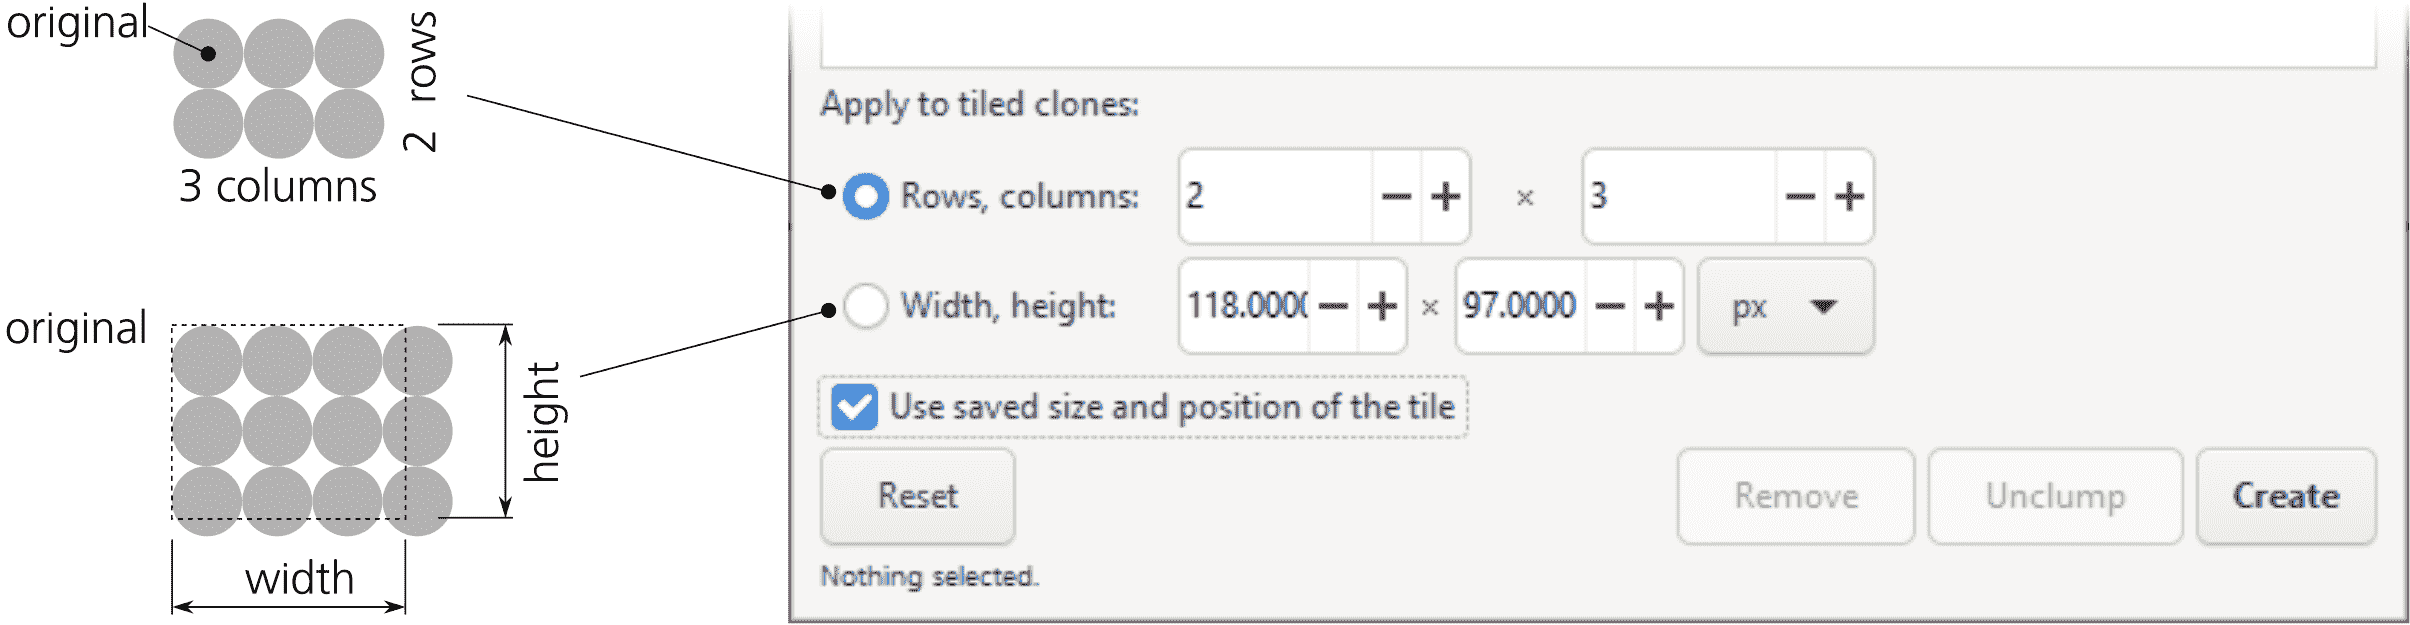 original
2 rows
3 columns
original
height
width
Apply to tiled clones:
Rows, columns: 2 − + × 3 − +
Width, height: 118.000( − + × 97.0000 − + px
Use saved size and position of the tile
Reset Remove Unclump Create
Nothing selected.